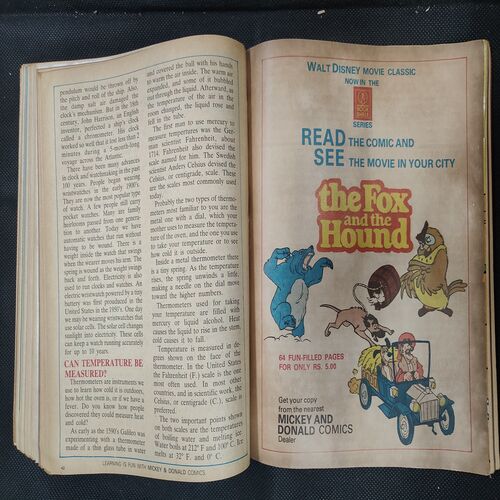 pendulum would be thrown off by
the pitch and roll of the ship. Also,
the damp salt air damaged the
clock's mechanism. But in the 18th
century, John Harrison, an English
inventor, perfected a ship's clock
called a chronometer. His clock
worked so well that it lost less than 2
minutes during a 5-month-long
voyage across the Atlantic.
There have been many advances
in clock and watchmaking in the past
100 years. People began wearing
wristwatches in the early 1900's.
They are now the most popular type
of watch. A few people still carry
pocket watches. Many are family
heirlooms passed from one genera-
tion to another. Today we have
automatic watches that run without
having to be wound. There is a
weight inside the watch that swings
when the wearer moves his arm. The
spring is wound as the weight swings
back and forth. Electricity is also
used to run clocks and watches. An
electric wristwatch powered by a tiny
battery was first produced in the
United States in the 1950's. One day
we may be wearing wristwatches that
use solar cells. The solar cell changes
sunlight into electricity. These cells
can keep a watch running accurately
for up to 10 years.
CAN TEMPERATURE BE
MEASURED?
Thermometers are instruments we
use to learn how cold it is outdoors,
how hot the oven is, or if we have a
fever. Do you know how people
discovered they could measure heat
and cold?
As early as the 1590's Galileo was
experimenting with a thermometer
made of a thin glass tube in water
and covered the ball with his hands
to warm the air inside. The warm air
expanded, and some of it bubbled
through the liquid. Afterward, as
the temperature of the air in the
room changed, the liquid rose and
fell in the tube.
The first man to use mercury to
measure tempertures was the Ger-
man scientist Fahrenheit, about
1714. Fahrenheit also devised the
scale named for him. The Swedish
scientist Anders Celsius devised the
Celsius, or centigrade, scale. These
are the scales most commonly used
today.
Probably the two types of thermo-
meters most familiar to you are the
metal one with a dial, which your
mother uses to measure the tempera-
ture of the oven, and the one you use
to take your temperature or to see
how cold it is outside.
Inside a metal thermometer there
is a tiny spring. As the temperature
rises, the spring unwinds a little,
making a needle on the dial move
toward the higher numbers.
Thermometers used for taking
your temperature are filled with
mercury or liquid alcohol. Heat
causes the liquid to rise in the stem,
cold causes it to fall.
Temperature is measured in de-
grees shown on the face of the
thermometer. In the United States
the Fahrenheit (F.) scale is the one
most often used. In most other
countries, and in scientific work, the
Celsius, or centigrade (C.), scale is
preferred.
The two important points shown
on both scales are the temperatures
of boiling water and melting ice.
Water boils at 212° F and 100° C. Ice
melts at 32° F. and 0° C.
LEARNING IS FUN WITH MICKEY & DONALD COMICS.
WALT DISNEY MOVIE CLASSIC
NOW IN THE
SERIES
READ THE COMIC AND
SEE THE MOVIE IN YOUR CITY
the Fox
and the
Hound
64 FUN-FILLED PAGES
FOR ONLY RS. 5.00
Get your copy
from the nearest
MICKEY AND
DONALD COMICS
Dealer